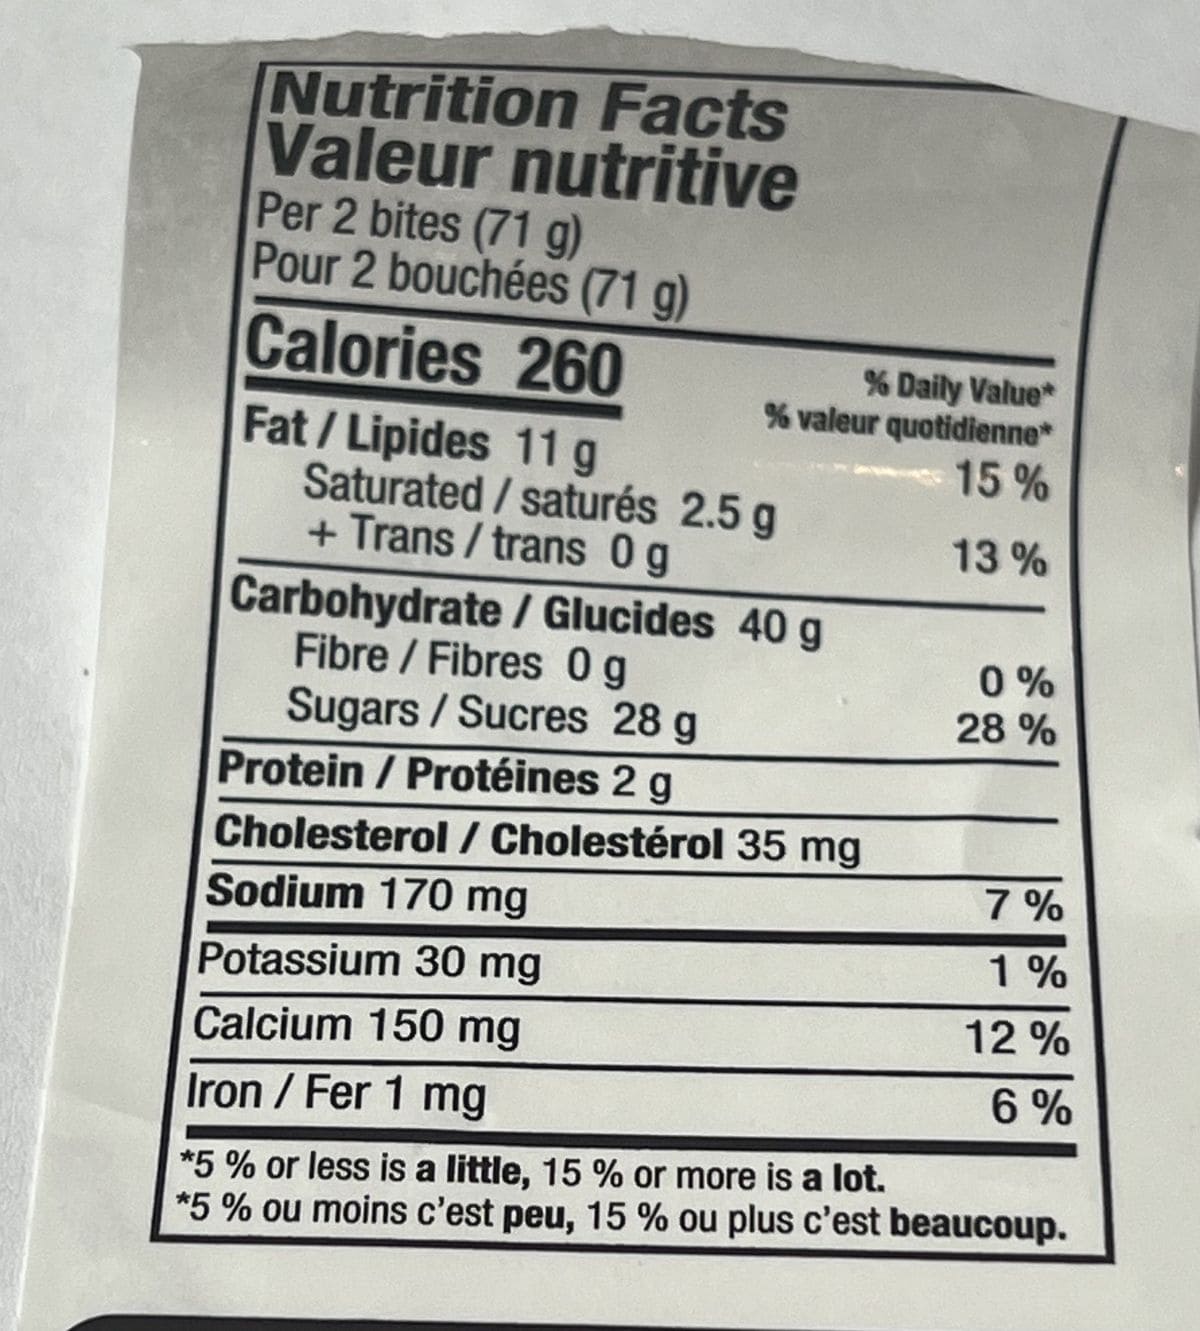 Nutrition Facts
Valeur nutritive
Per 2 bites (71 g)
Pour 2 bouchées (71 g)
Calories 260
% Daily Value*
% valeur quotidienne*
Fat / Lipides 11 g 15 %
Saturated / saturés 2.5 g
+ Trans / trans 0 g 13 %
Carbohydrate / Glucides 40 g
Fibre / Fibres 0 g 0 %
Sugars / Sucres 28 g 28 %
Protein / Protéines 2 g
Cholesterol / Cholestérol 35 mg
Sodium 170 mg 7 %
Potassium 30 mg 1 %
Calcium 150 mg 12 %
Iron / Fer 1 mg 6 %
*5 % or less is a little, 15 % or more is a lot.
*5 % ou moins c'est peu, 15 % ou plus c'est beaucoup.